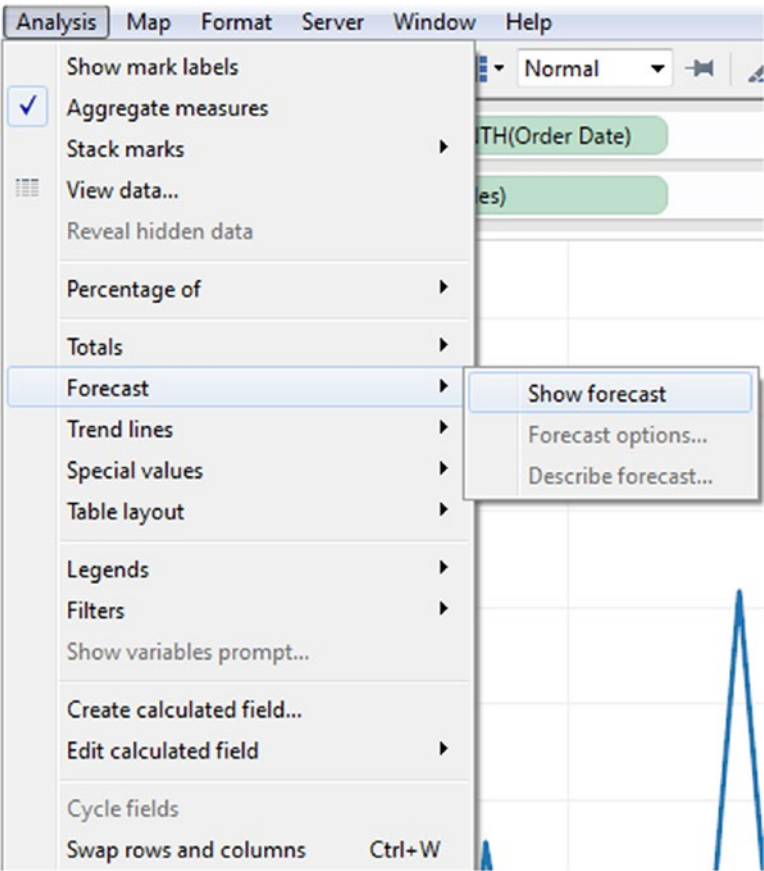 Analysis Map Format Server Window Help
Show mark labels
Normal
Aggregate measures
NTH(Order Date)
Stack marks
View data...
les)
Reveal hidden data
Percentage of
Totals
Forecast
Show forecast
Trend lines
Forecast options...
Special values
Describe forecast...
Table layout
Legends
Filters
Show variables prompt...
Create calculated field...
Edit calculated field
Cycle fields
Swap rows and columns Ctrl+W